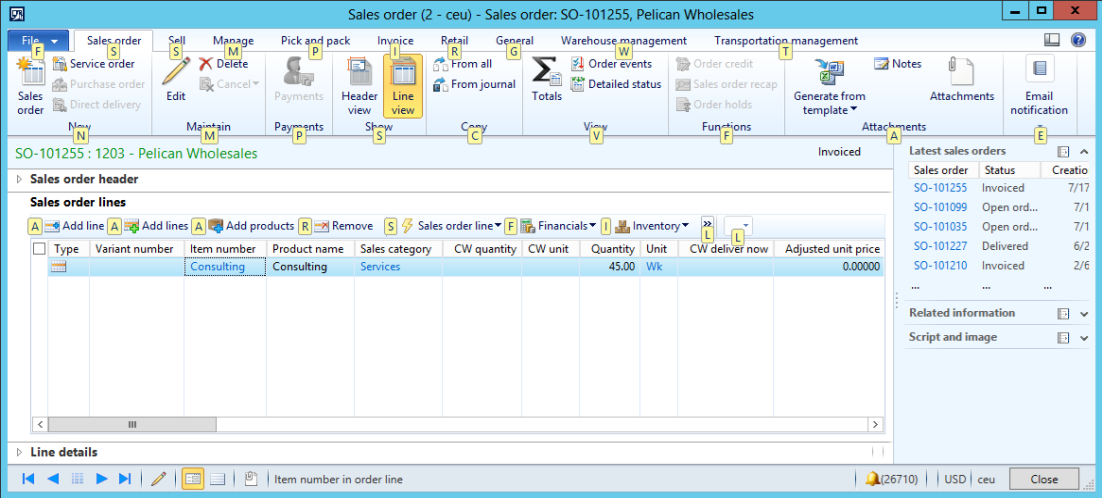 Sales order (2 - ceu) - Sales order: SO-101255, Pelican Wholesales
File Sales order Sell Manage Pick and pack Invoice Retail General Warehouse management Transportation management
F S S M P I R G W T
Sales order
Service order
Purchase order
Direct delivery
New
N
Edit
Delete
Cancel
Maintain
M
Payments
Payments
P
Header view
Line view
Show
S
From all
From journal
Copy
C
Totals
Order events
Detailed status
View
V
Order credit
Sales order recap
Order holds
Functions
F
Generate from template
Notes
Attachments
Attachments
A
Email notification
E
SO-101255 : 1203 - Pelican Wholesales
Invoiced
Sales order header
Sales order lines
A Add line A Add lines A Add products R Remove S Sales order line F Financials I Inventory » L L
Type Variant number Item number Product name Sales category CW quantity CW unit Quantity Unit CW deliver now Adjusted unit price
Consulting Consulting Services 45.00 Wk 0.00000
Line details
Latest sales orders
Sales order Status Creatio
SO-101255 Invoiced 7/17
SO-101099 Open ord... 7/1
SO-101035 Open ord... 7/1
SO-101227 Delivered 6/2
SO-101210 Invoiced 2/6
... ... ...
Related information
Script and image
Item number in order line
(26710) USD ceu Close